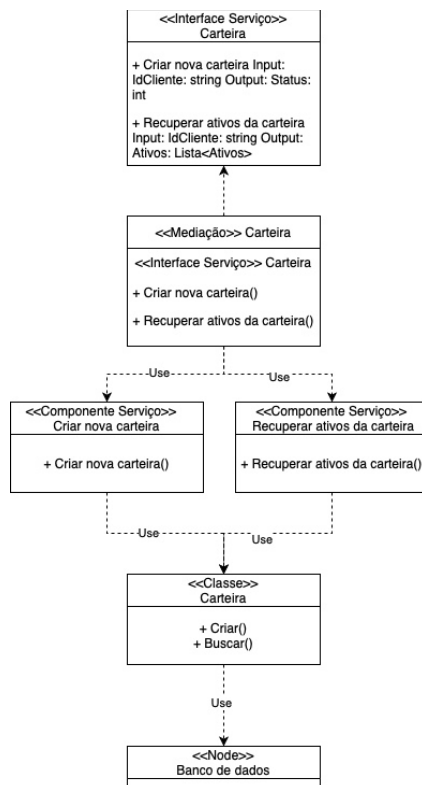 <<Interface Serviço>>
Carteira
+ Criar nova carteira Input:
IdCliente: string Output: Status:
int
+ Recuperar ativos da carteira
Input: IdCliente: string Output:
Ativos: Lista<Ativos>
<<Mediação>> Carteira
<<Interface Serviço>> Carteira
+ Criar nova carteira()
+ Recuperar ativos da carteira()
Use
Use
<<Componente Serviço>>
Criar nova carteira
+ Criar nova carteira()
<<Componente Serviço>>
Recuperar ativos da carteira
+ Recuperar ativos da carteira()
Use
Use
<<Classe>>
Carteira
+ Criar()
+ Buscar()
Use
<<Node>>
Banco de dados